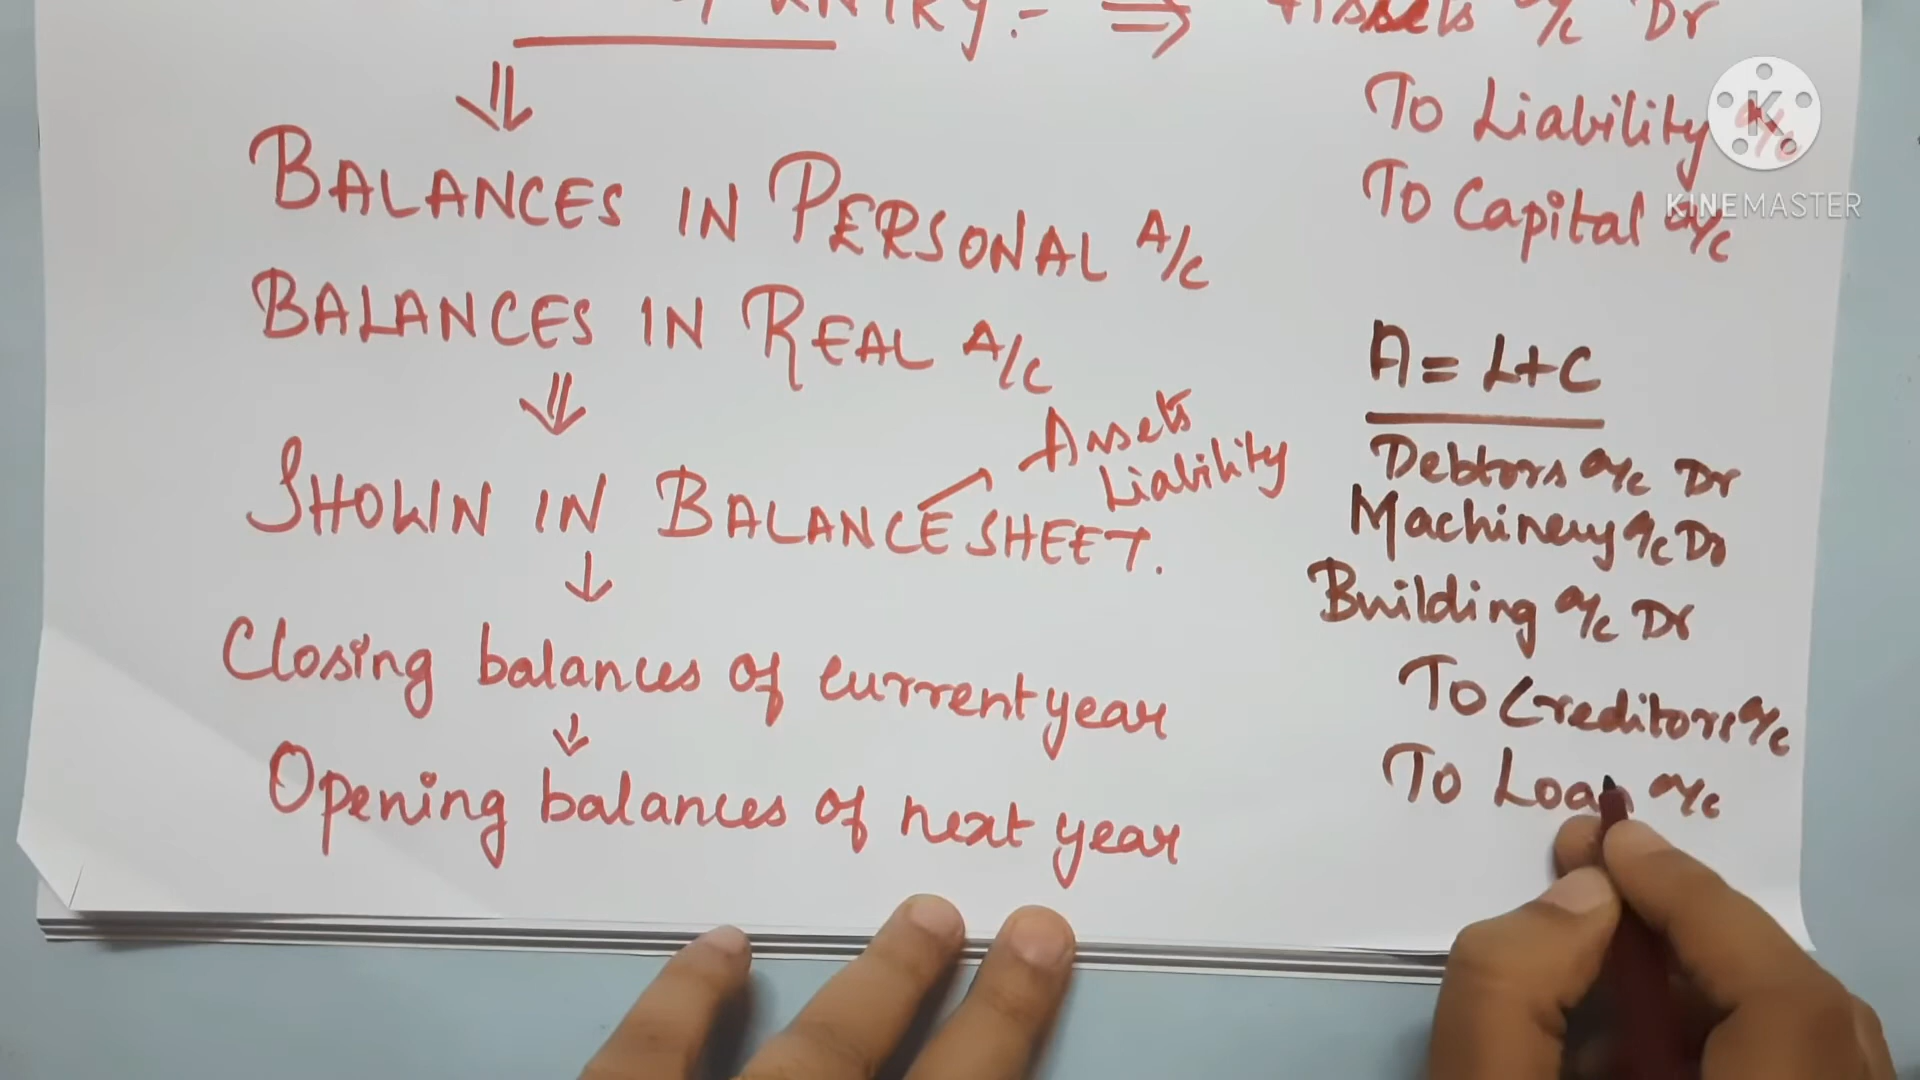 ENTRY:- ⇒ Assets a/c Dr
To Liability a/c
To Capital a/c
⇓
BALANCES IN PERSONAL A/C
BALANCES IN REAL A/C
⇓
SHOWN IN BALANCE SHEET.
Assets
Liability
↓
Closing balances of current year
↓
Opening balances of next year
A = L+C
Debtors a/c Dr
Machinery a/c Dr
Building a/c Dr
To Creditors a/c
To Loan a/c
K
KINEMASTER